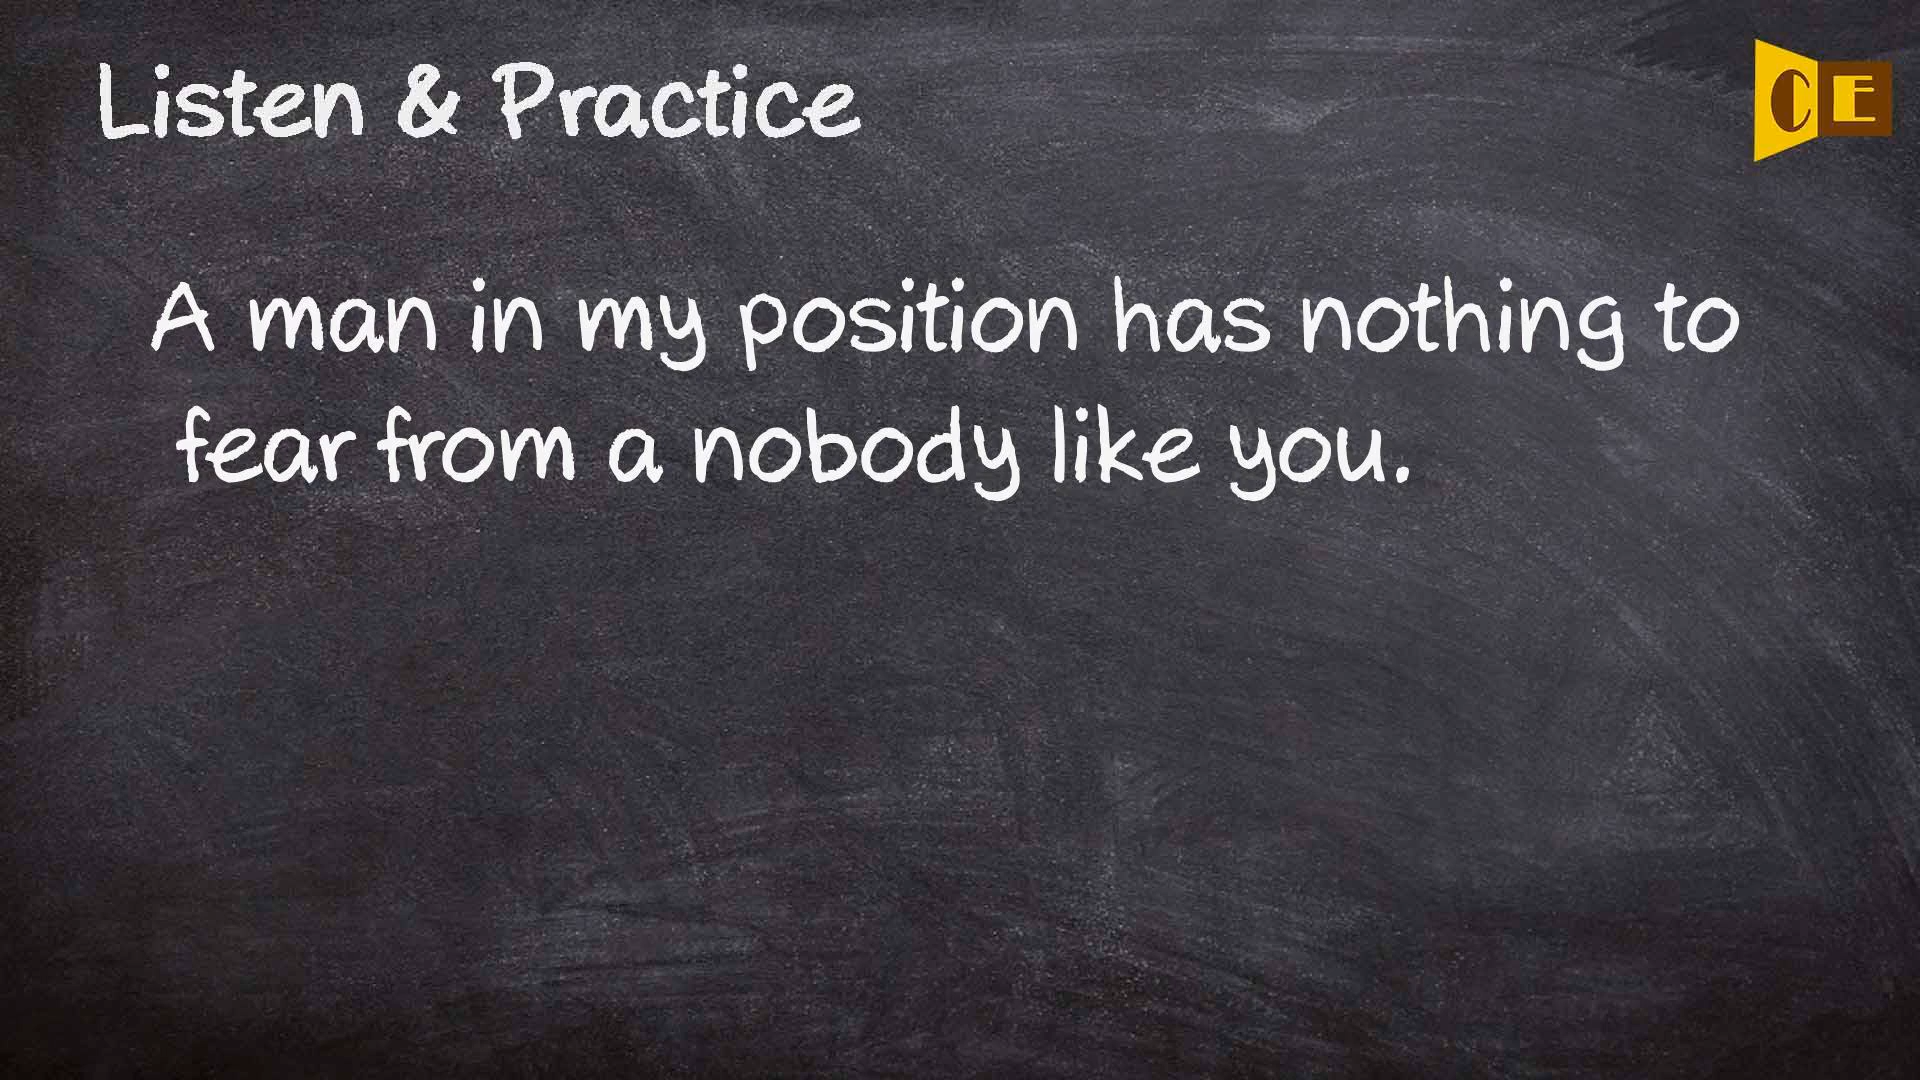 Listen & Practice
CE
A man in my position has nothing to
fear from a nobody like you.